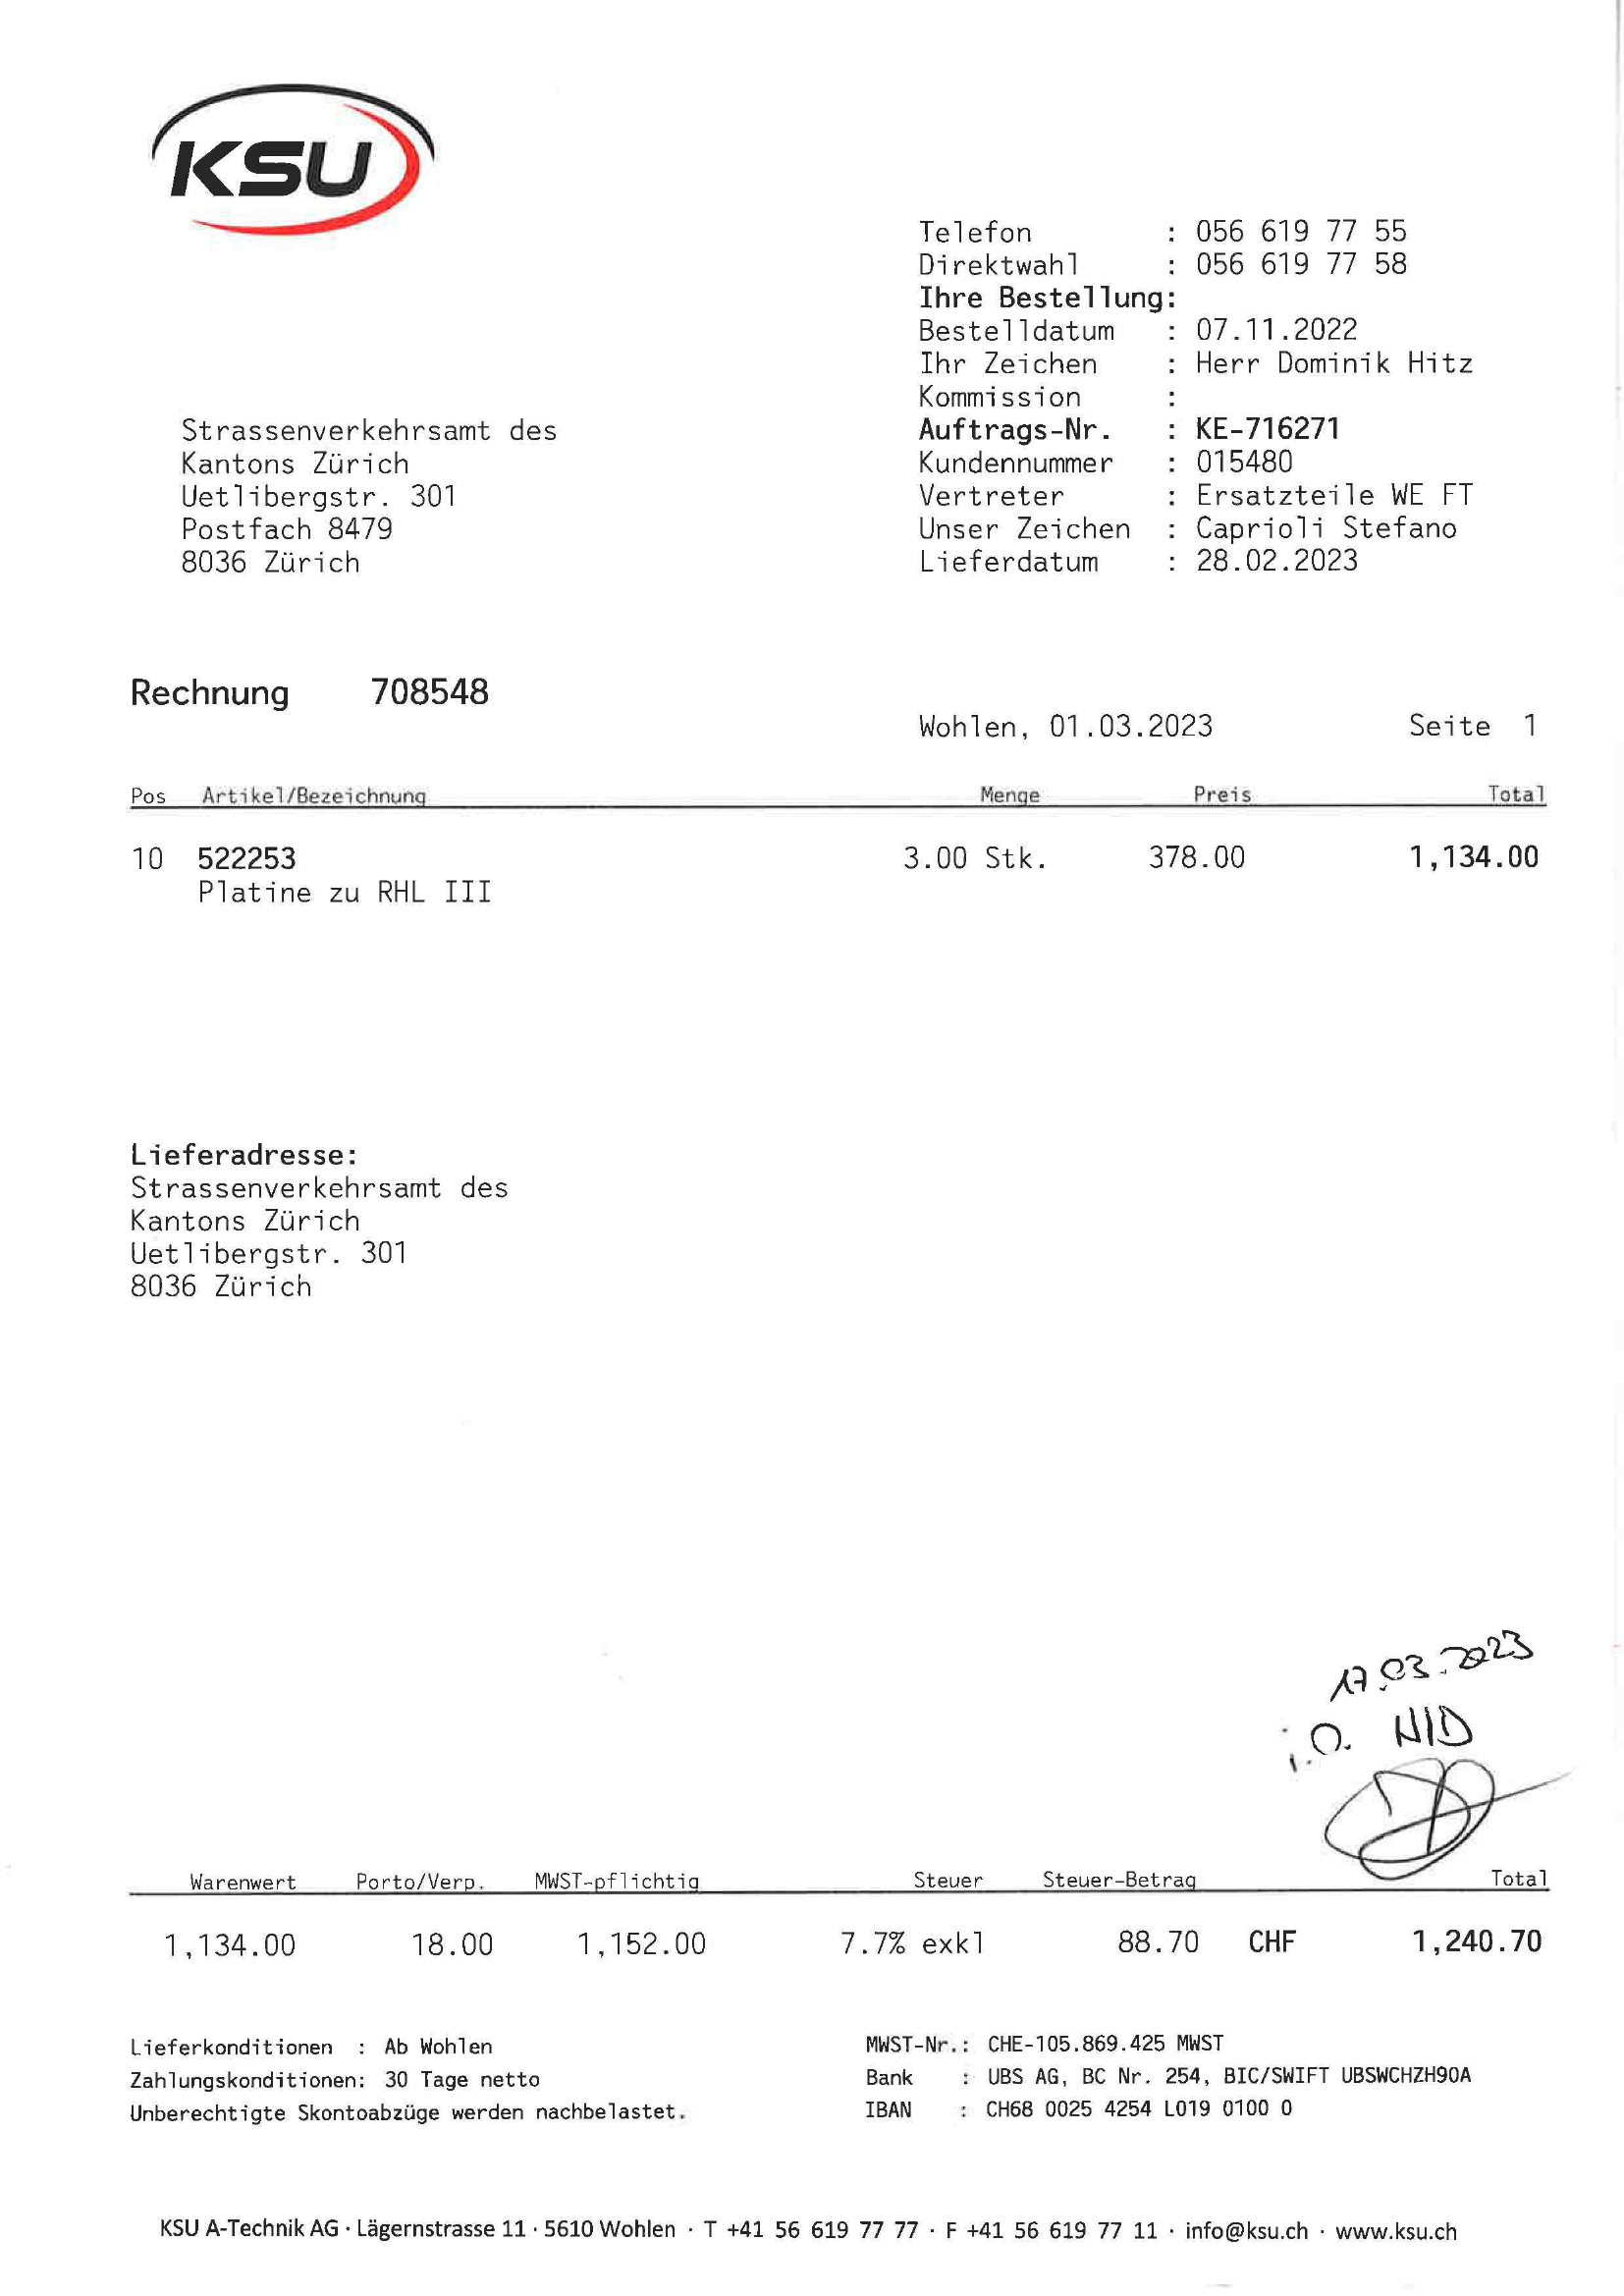 KSU
Telefon : 056 619 77 55
Direktwahl : 056 619 77 58
Ihre Bestellung:
Bestelldatum : 07.11.2022
Ihr Zeichen : Herr Dominik Hitz
Kommission :
Auftrags-Nr. : KE-716271
Kundennummer : 015480
Vertreter : Ersatzteile WE FT
Unser Zeichen : Caprioli Stefano
Lieferdatum : 28.02.2023
Strassenverkehrsamt des
Kantons Zürich
Uetlibergstr. 301
Postfach 8479
8036 Zürich
Rechnung 708548
Wohlen, 01.03.2023 Seite 1
Pos Artikel/Bezeichnung Menge Preis Total
10 522253 3.00 Stk. 378.00 1,134.00
Platine zu RHL III
Lieferadresse:
Strassenverkehrsamt des
Kantons Zürich
Uetlibergstr. 301
8036 Zürich
17.03.2023
i.O. HID
Warenwert Porto/Verp. MWST-pflichtig Steuer Steuer-Betrag Total
1,134.00 18.00 1,152.00 7.7% exkl 88.70 CHF 1,240.70
Lieferkonditionen : Ab Wohlen
Zahlungskonditionen: 30 Tage netto
Unberechtigte Skontoabzüge werden nachbelastet.
MWST-Nr.: CHE-105.869.425 MWST
Bank : UBS AG, BC Nr. 254, BIC/SWIFT UBSWCHZH90A
IBAN : CH68 0025 4254 L019 0100 0
KSU A-Technik AG · Lägernstrasse 11 · 5610 Wohlen · T +41 56 619 77 77 · F +41 56 619 77 11 · info@ksu.ch · www.ksu.ch